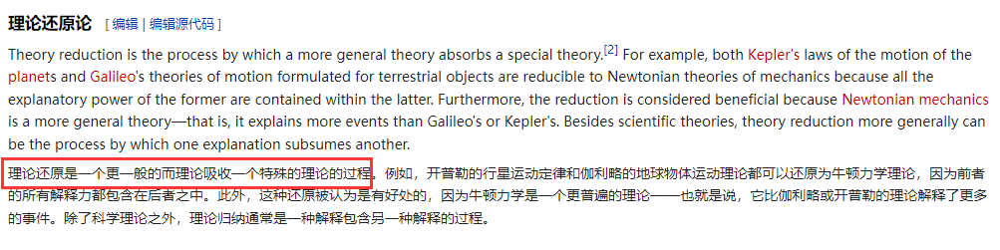 理论还原论 [ 编辑 | 编辑源代码 ]
Theory reduction is the process by which a more general theory absorbs a special theory.[2] For example, both Kepler's laws of the motion of the
planets and Galileo's theories of motion formulated for terrestrial objects are reducible to Newtonian theories of mechanics because all the
explanatory power of the former are contained within the latter. Furthermore, the reduction is considered beneficial because Newtonian mechanics
is a more general theory—that is, it explains more events than Galileo's or Kepler's. Besides scientific theories, theory reduction more generally can
be the process by which one explanation subsumes another.
理论还原是一个更一般的而理论吸收一个特殊的理论的过程。例如，开普勒的行星运动定律和伽利略的地球物体运动理论都可以还原为牛顿力学理论，因为前者
的所有解释力都包含在后者之中。此外，这种还原被认为是有好处的，因为牛顿力学是一个更普遍的理论——也就是说，它比伽利略或开普勒的理论解释了更多
的事件。除了科学理论之外，理论归纳通常是一种解释包含另一种解释的过程。